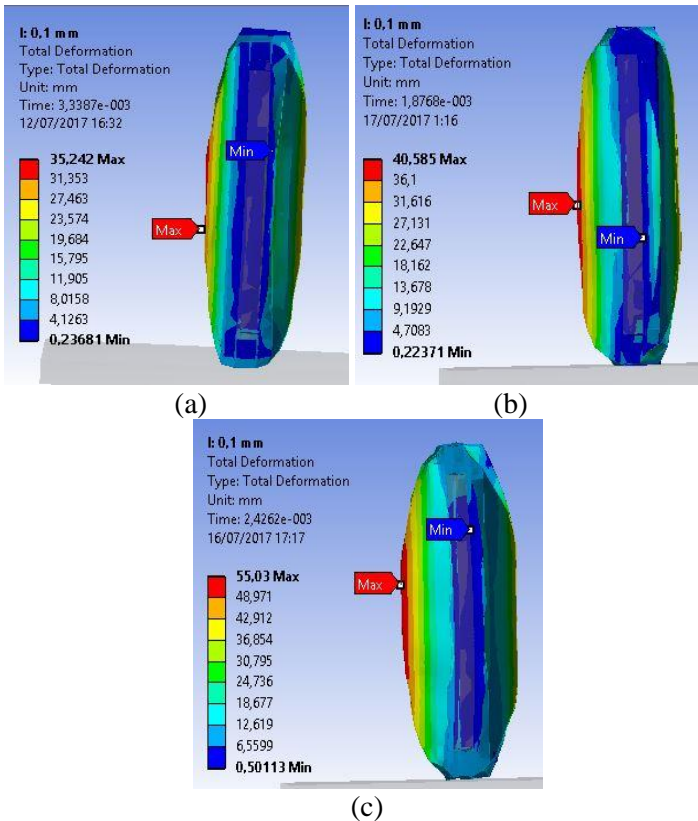 I: 0,1 mm
Total Deformation
Type: Total Deformation
Unit: mm
Time: 3,3387e-003
12/07/2017 16:32
35,242 Max
31,353
27,463
23,574
19,684
15,795
11,905
8,0158
4,1263
0,23681 Min
Min
Max
(a)
I: 0,1 mm
Total Deformation
Type: Total Deformation
Unit: mm
Time: 1,8768e-003
17/07/2017 1:16
40,585 Max
36,1
31,616
27,131
22,647
18,162
13,678
9,1929
4,7083
0,22371 Min
Max
Min
(b)
I: 0,1 mm
Total Deformation
Type: Total Deformation
Unit: mm
Time: 2,4262e-003
16/07/2017 17:17
55,03 Max
48,971
42,912
36,854
30,795
24,736
18,677
12,619
6,5599
0,50113 Min
Min
Max
(c)